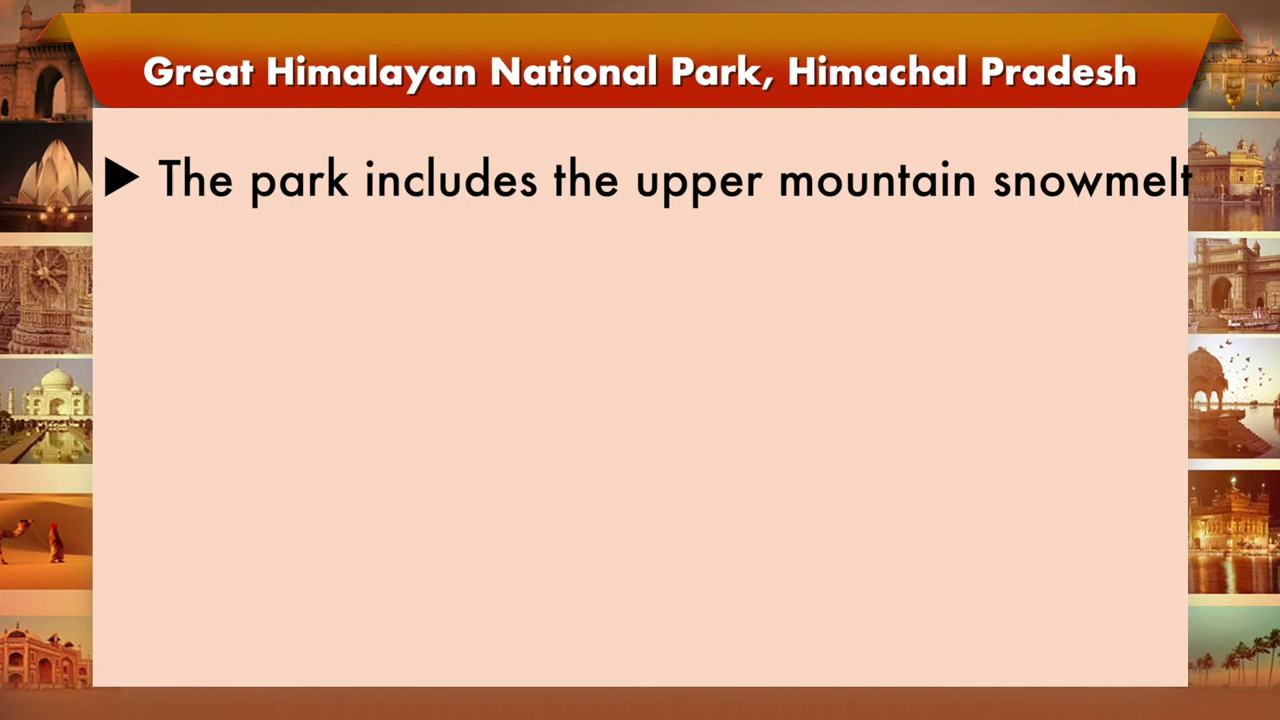 Great Himalayan National Park, Himachal Pradesh
▶ The park includes the upper mountain snowmelt